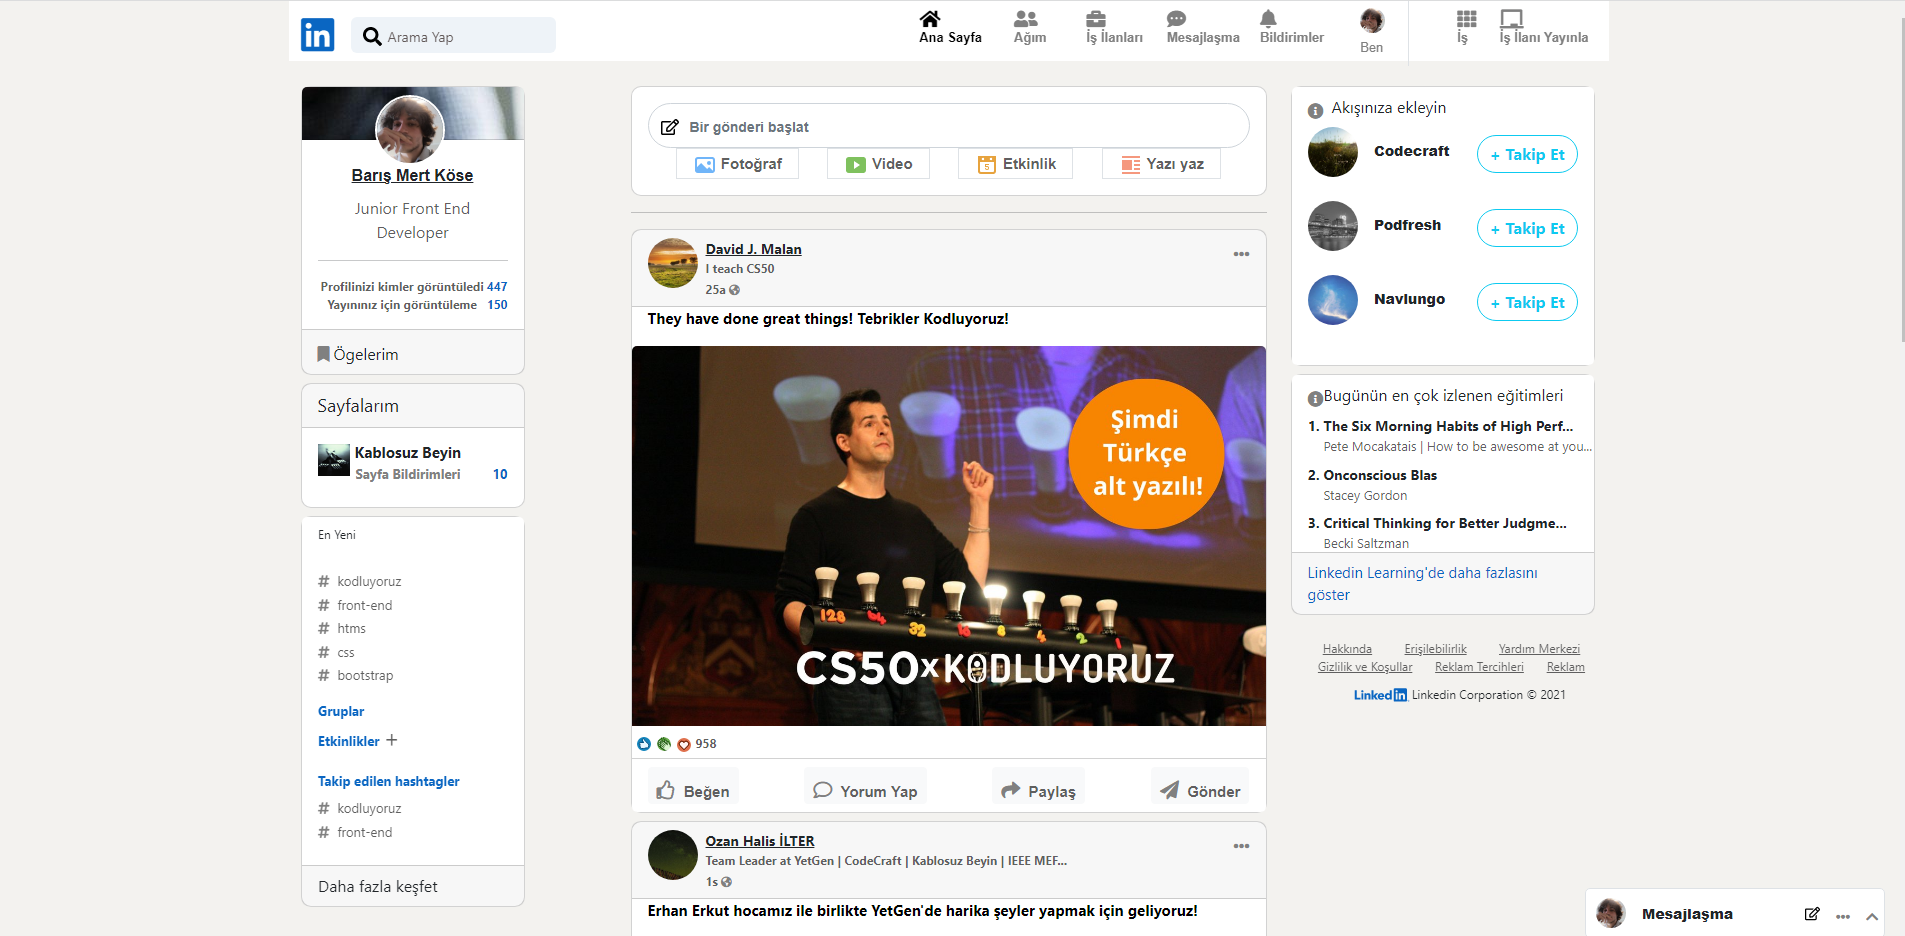 in
Arama Yap
Ana Sayfa
Ağım
İş İlanları
Mesajlaşma
Bildirimler
Ben
İş
İş İlanı Yayınla
Barış Mert Köse
Junior Front End
Developer
Profilinizi kimler görüntüledi 447
Yayınınız için görüntüleme 150
Ögelerim
Sayfalarım
Kablosuz Beyin
Sayfa Bildirimleri 10
En Yeni
# kodluyoruz
# front-end
# htms
# css
# bootstrap
Gruplar
Etkinlikler +
Takip edilen hashtagler
# kodluyoruz
# front-end
Daha fazla keşfet
Bir gönderi başlat
Fotoğraf
Video
5
Etkinlik
Yazı yaz
David J. Malan
I teach CS50
25a
They have done great things! Tebrikler Kodluyoruz!
Şimdi
Türkçe
alt yazılı!
128 64 32 16 8 4 2 1
CS50xKODLUYORUZ
958
Beğen
Yorum Yap
Paylaş
Gönder
Ozan Halis İLTER
Team Leader at YetGen | CodeCraft | Kablosuz Beyin | IEEE MEF...
1s
Erhan Erkut hocamız ile birlikte YetGen'de harika şeyler yapmak için geliyoruz!
Akışınıza ekleyin
Codecraft
+ Takip Et
Podfresh
+ Takip Et
Navlungo
+ Takip Et
Bugünün en çok izlenen eğitimleri
1. The Six Morning Habits of High Perf...
Pete Mocakatais | How to be awesome at you...
2. Onconscious Blas
Stacey Gordon
3. Critical Thinking for Better Judgme...
Becki Saltzman
Linkedin Learning'de daha fazlasını
göster
Hakkında Erişilebilirlik Yardım Merkezi
Gizlilik ve Koşullar Reklam Tercihleri Reklam
Linkedin Linkedin Corporation © 2021
Mesajlaşma